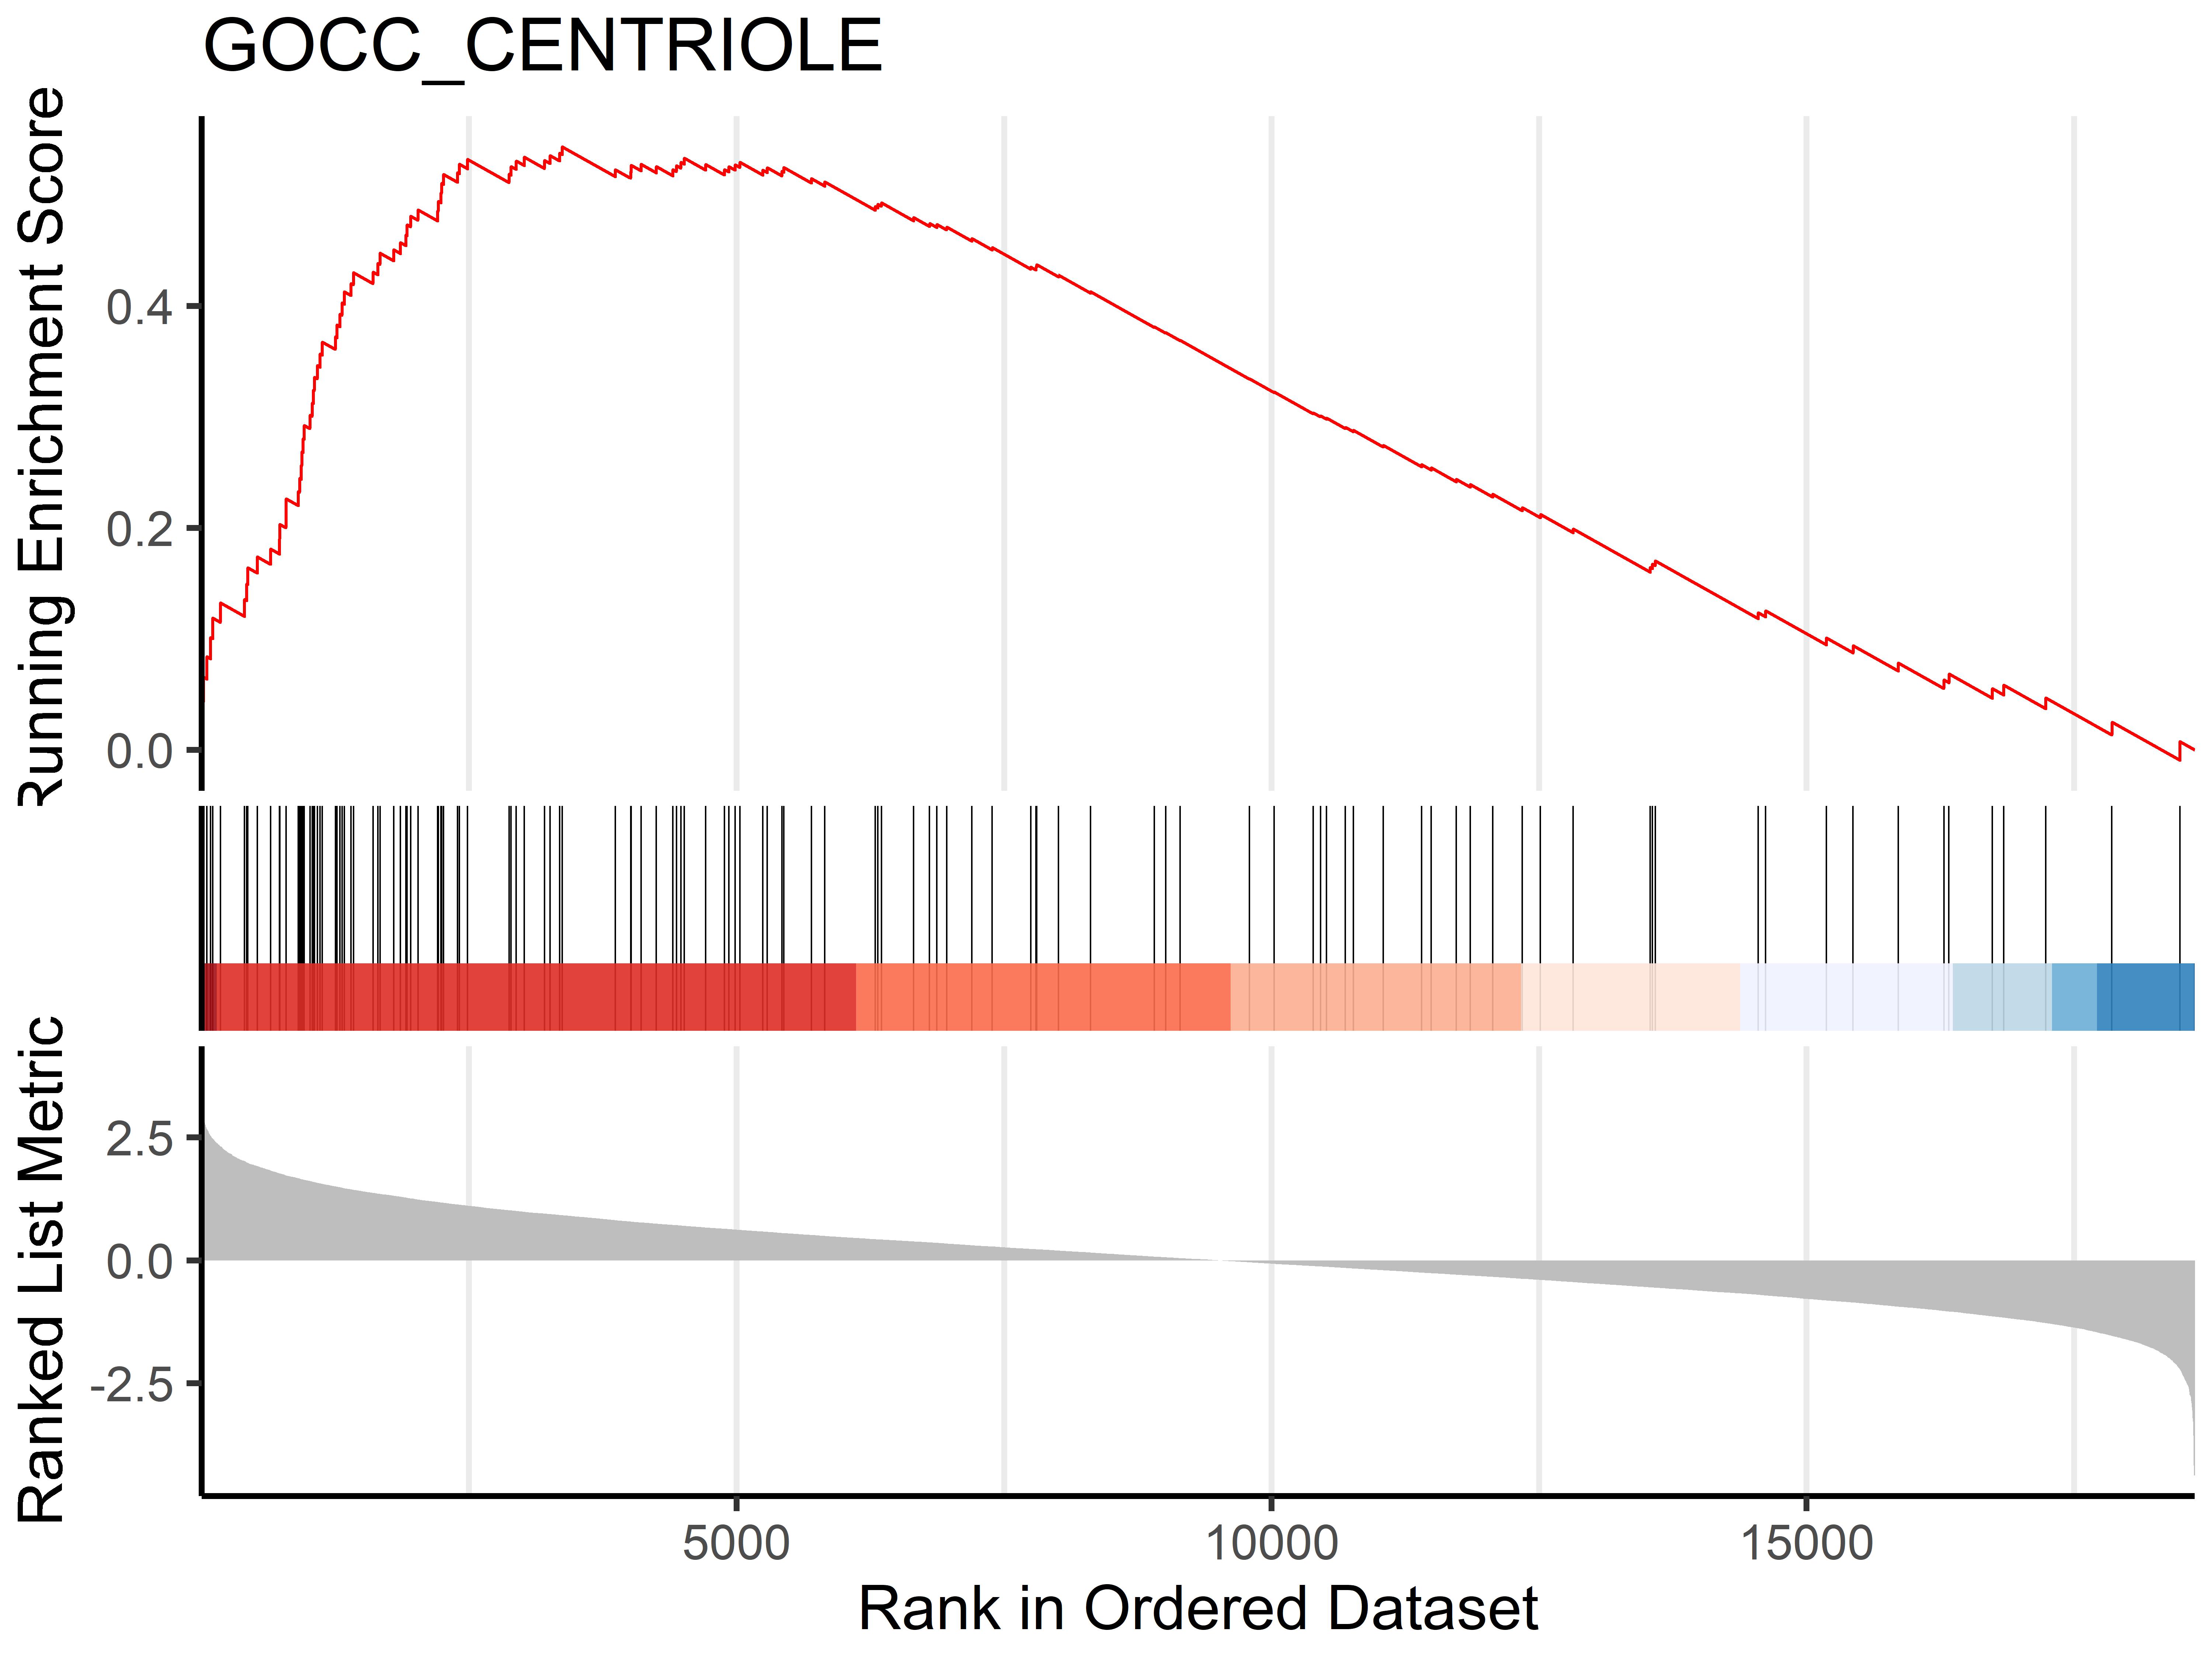 GOCC_CENTRIOLE
Running Enrichment Score
0.4
0.2
0.0
Ranked List Metric
2.5
0.0
-2.5
5000
10000
15000
Rank in Ordered Dataset